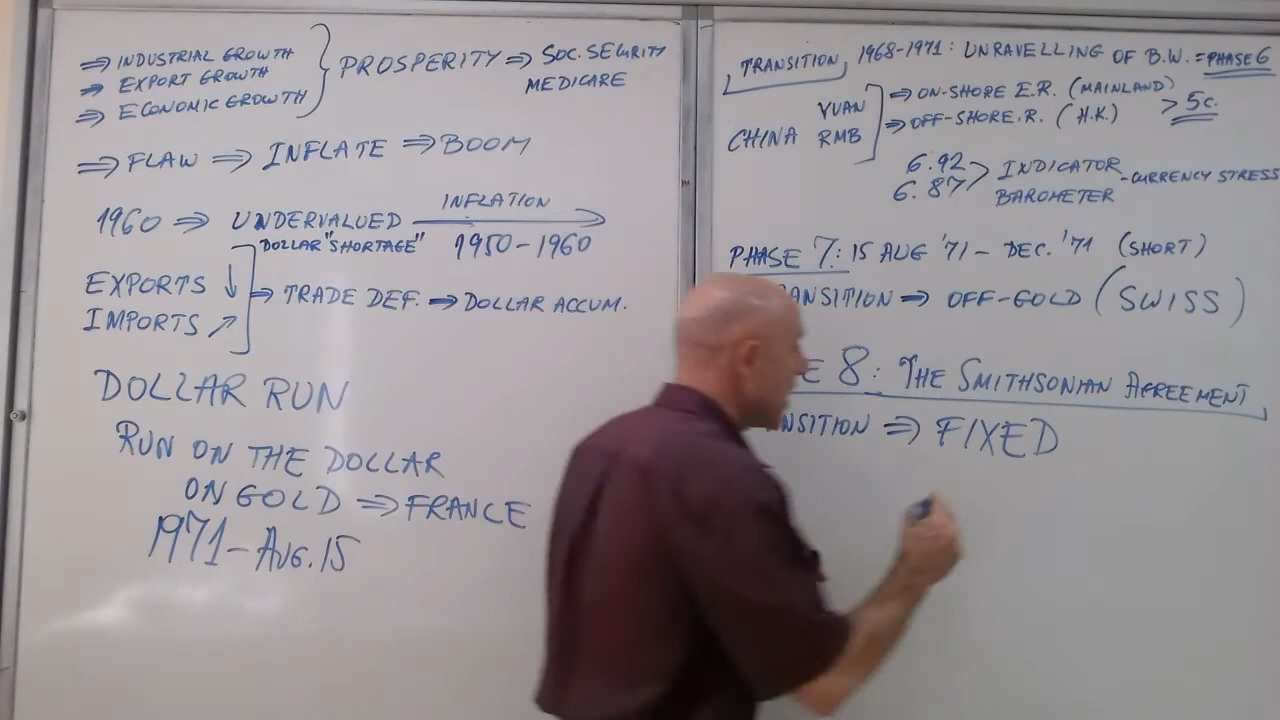 ⇒ INDUSTRIAL GROWTH
⇒ EXPORT GROWTH
⇒ ECONOMIC GROWTH
} PROSPERITY ⇒ SOC. SECURITY
MEDICARE
⇒ FLAW ⇒ INFLATE ⇒ BOOM
1960 ⇒ UNDERVALUED INFLATION →
DOLLAR "SHORTAGE" 1950-1960
EXPORTS ↓
IMPORTS ↗
] ⇒ TRADE DEF. ⇒ DOLLAR ACCUM.
DOLLAR RUN
RUN ON THE DOLLAR
ON GOLD ⇒ FRANCE
1971 - AUG. 15
TRANSITION, 1968-1971: UNRAVELLING OF B.W. = PHASE 6
CHINA YUAN
RMB
⇒ ON-SHORE E.R. (MAINLAND)
⇒ OFF-SHORE.R. (H.K.)
> 5c.
6.92
6.87
> INDICATOR
BAROMETER
- CURRENCY STRESS
PHASE 7: 15 AUG '71 - DEC. '71 (SHORT)
ANSITION ⇒ OFF-GOLD (SWISS)
E 8: THE SMITHSONIAN AGREEMENT
NSITION ⇒ FIXED